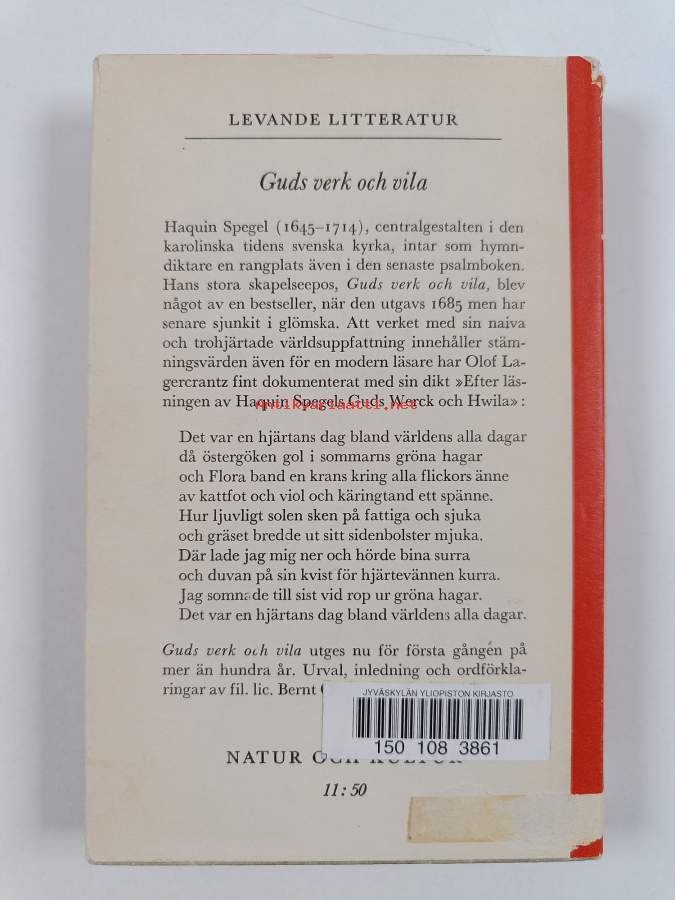 LEVANDE LITTERATUR
Guds verk och vila
Haquin Spegel (1645–1714), centralgestalten i den
karolinska tidens svenska kyrka, intar som hymn-
diktare en rangplats även i den senaste psalmboken.
Hans stora skapelseepos, Guds verk och vila, blev
något av en bestseller, när den utgavs 1685 men har
senare sjunkit i glömska. Att verket med sin naiva
och trohjärtade världsuppfattning innehåller stäm-
ningsvärden även för en modern läsare har Olof La-
gercrantz fint dokumenterat med sin dikt »Efter läs-
ningen av Haquin Spegels Guds Werck och Hwila»:
antikvariaatti.net
Det var en hjärtans dag bland världens alla dagar
då östergöken gol i sommarns gröna hagar
och Flora band en krans kring alla flickors änne
av kattfot och viol och käringtand ett spänne.
Hur ljuvligt solen sken på fattiga och sjuka
och gräset bredde ut sitt sidenbolster mjuka.
Där lade jag mig ner och hörde bina surra
och duvan på sin kvist för hjärtevännen kurra.
Jag somnade till sist vid rop ur gröna hagar.
Det var en hjärtans dag bland världens alla dagar.
Guds verk och vila utges nu för första gången på
mer än hundra år. Urval, inledning och ordförkla-
ringar av fil. lic. Bernt
JYVÄSKYLÄN YLIOPISTON KIRJASTO
150 108 3861
NATUR OCH KULTUR
11:50